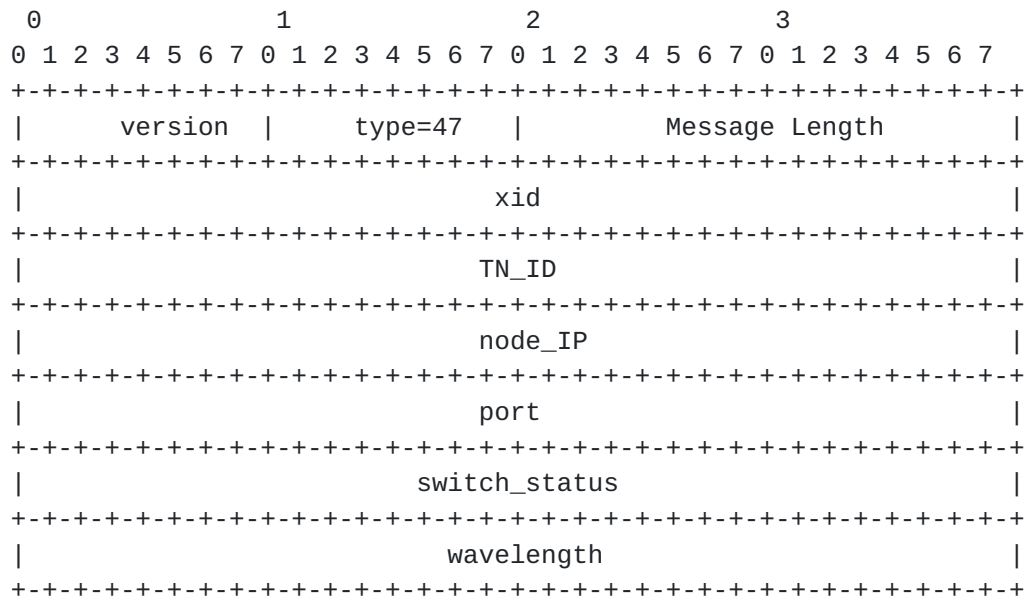 0 1 2 3
0 1 2 3 4 5 6 7 0 1 2 3 4 5 6 7 0 1 2 3 4 5 6 7 0 1 2 3 4 5 6 7
+-+-+-+-+-+-+-+-+-+-+-+-+-+-+-+-+-+-+-+-+-+-+-+-+-+-+-+-+-+-+-+-+
| version | type=47 | Message Length |
+-+-+-+-+-+-+-+-+-+-+-+-+-+-+-+-+-+-+-+-+-+-+-+-+-+-+-+-+-+-+-+-+
| xid |
+-+-+-+-+-+-+-+-+-+-+-+-+-+-+-+-+-+-+-+-+-+-+-+-+-+-+-+-+-+-+-+-+
| TN_ID |
+-+-+-+-+-+-+-+-+-+-+-+-+-+-+-+-+-+-+-+-+-+-+-+-+-+-+-+-+-+-+-+-+
| node_IP |
+-+-+-+-+-+-+-+-+-+-+-+-+-+-+-+-+-+-+-+-+-+-+-+-+-+-+-+-+-+-+-+-+
| port |
+-+-+-+-+-+-+-+-+-+-+-+-+-+-+-+-+-+-+-+-+-+-+-+-+-+-+-+-+-+-+-+-+
| switch_status |
+-+-+-+-+-+-+-+-+-+-+-+-+-+-+-+-+-+-+-+-+-+-+-+-+-+-+-+-+-+-+-+-+
| wavelength |
+-+-+-+-+-+-+-+-+-+-+-+-+-+-+-+-+-+-+-+-+-+-+-+-+-+-+-+-+-+-+-+-+